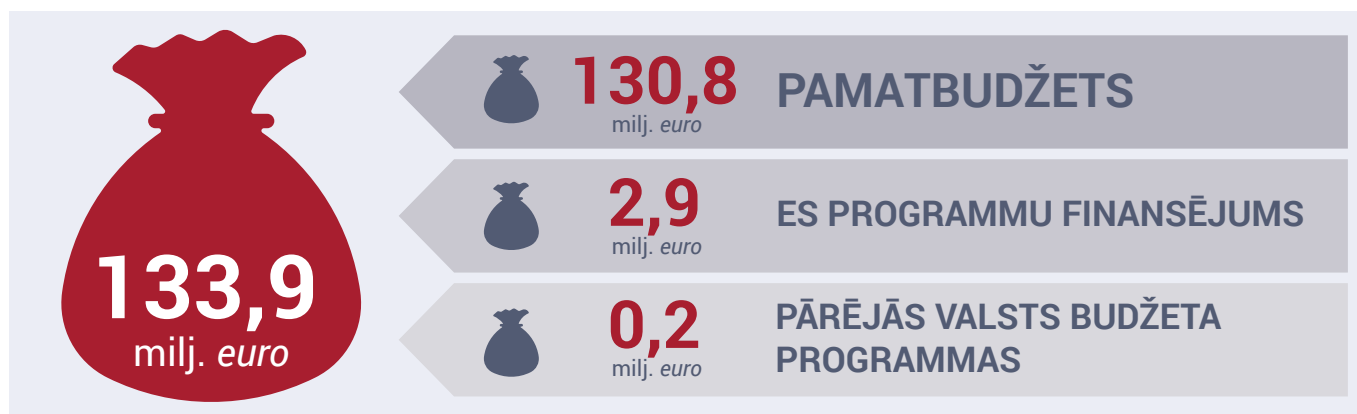 133,9
milj. euro
130,8
milj. euro
PAMATBUDŽETS
2,9
milj. euro
ES PROGRAMMU FINANSĒJUMS
0,2
milj. euro
PĀRĒJĀS VALSTS BUDŽETA
PROGRAMMAS